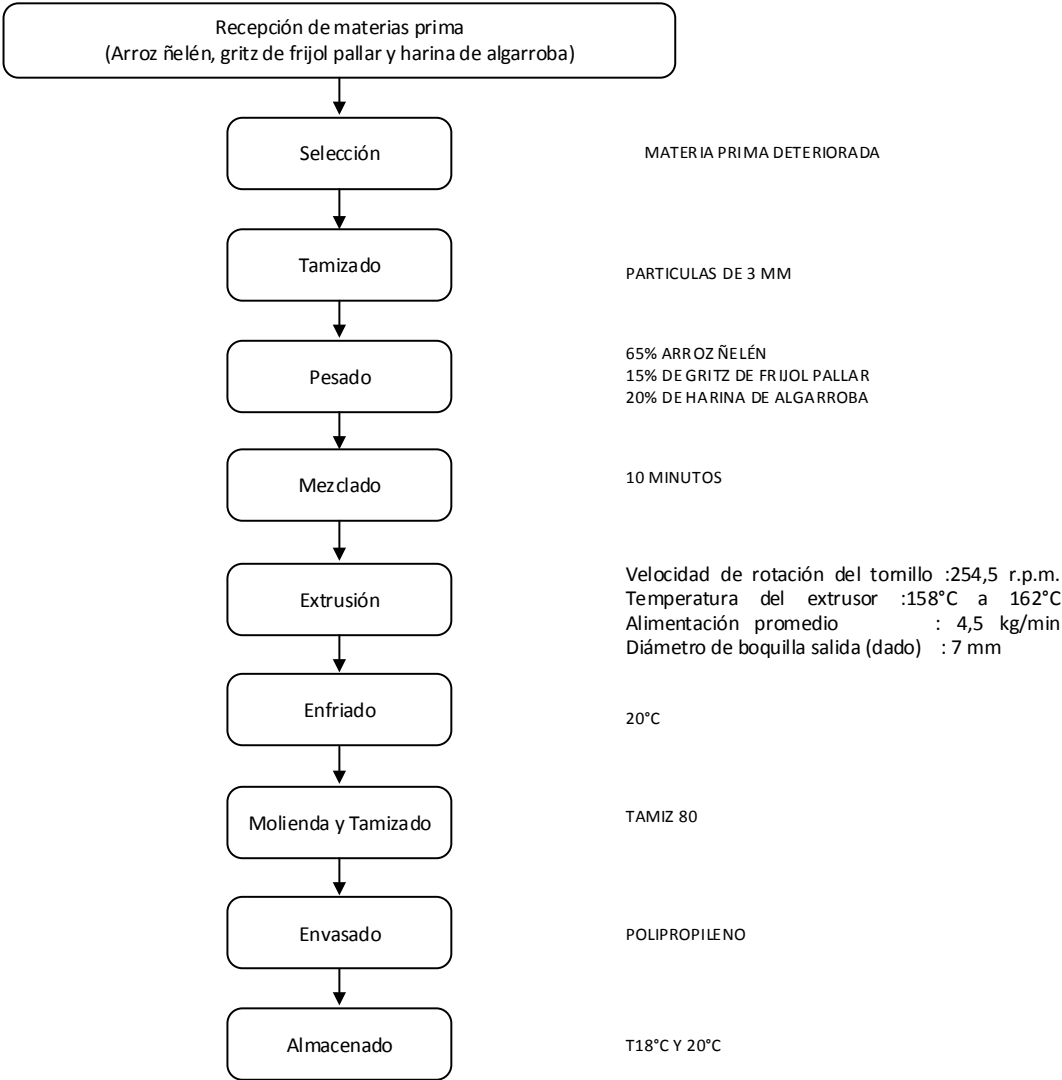 Recepción de materias prima
(Arroz ñelén, gritz de frijol pallar y harina de algarroba)
Selección
MATERIA PRIMA DETERIORADA
Tamizado
PARTICULAS DE 3 MM
Pesado
65% ARROZ ÑELÉN
15% DE GRITZ DE FRIJOL PALLAR
20% DE HARINA DE ALGARROBA
Mezclado
10 MINUTOS
Extrusión
Velocidad de rotación del tornillo :254,5 r.p.m.
Temperatura del extrusor :158°C a 162°C
Alimentación promedio : 4,5 kg/min
Diámetro de boquilla salida (dado) : 7 mm
Enfriado
20°C
Molienda y Tamizado
TAMIZ 80
Envasado
POLIPROPILENO
Almacenado
T18°C Y 20°C